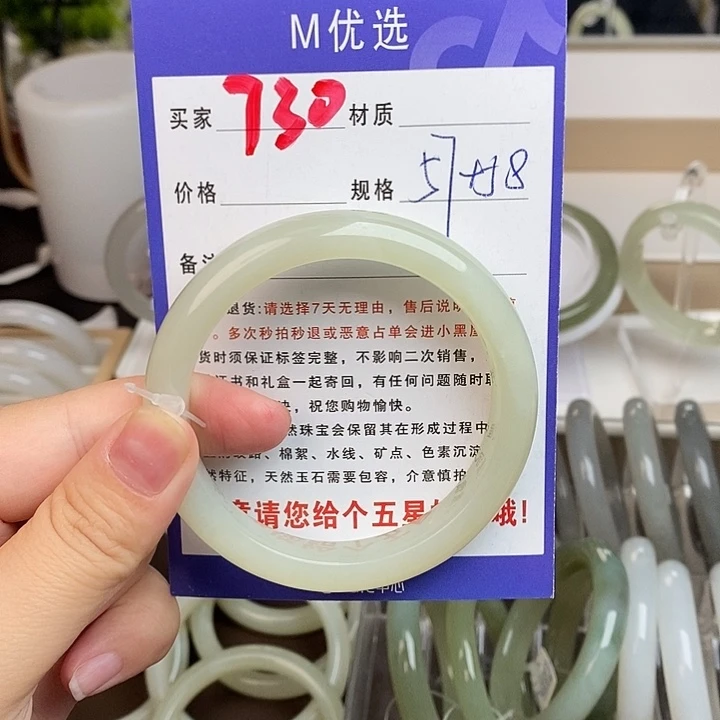 M优选
买家 730 材质
价格 规格
备注
退货:请选择7天无理由，售后说明
。多次秒拍秒退或恶意占单会进小黑屋
货时须保证标签完整，不影响二次销售，
证书和礼盒一起寄回，有任何问题随时联
，祝您购物愉快。
然珠宝会保留其在形成过程中
、棉絮、水线、矿点、色素沉淀
然特征，天然玉石需要包容，介意慎拍
请您给个五星 哦!